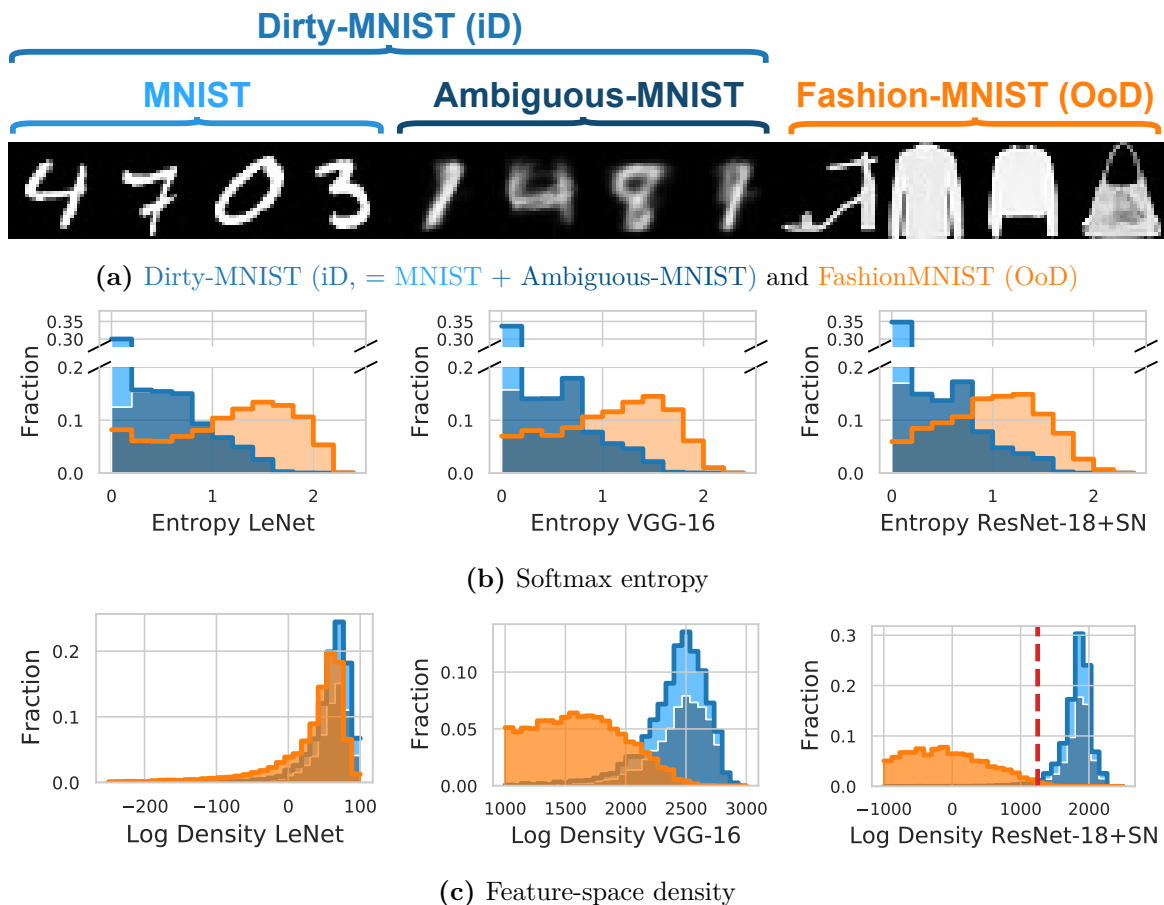 Dirty-MNIST (iD)
MNIST Ambiguous-MNIST Fashion-MNIST (OoD)
4 7 0 3
(a) Dirty-MNIST (iD, = MNIST + Ambiguous-MNIST) and FashionMNIST (OoD)
Fraction 0.35 0.30 0.2 0.1 0.0
0.35 0.30 0.2 0.1 0.0
Fraction 0.35 0.30 0.2 0.1 0.0
Fraction
0 1 2
0 1 2
0 1 2
Entropy LeNet
Entropy VGG-16
Entropy ResNet-18+SN
(b) Softmax entropy
Fraction 0.2 0.1 0.0
Fraction 0.10 0.05 0.00
Fraction 0.3 0.2 0.1 0.0
−200 −100 0 100
1000 1500 2000 2500 3000
−1000 0 1000 2000
Log Density LeNet
Log Density VGG-16
Log Density ResNet-18+SN
(c) Feature-space density